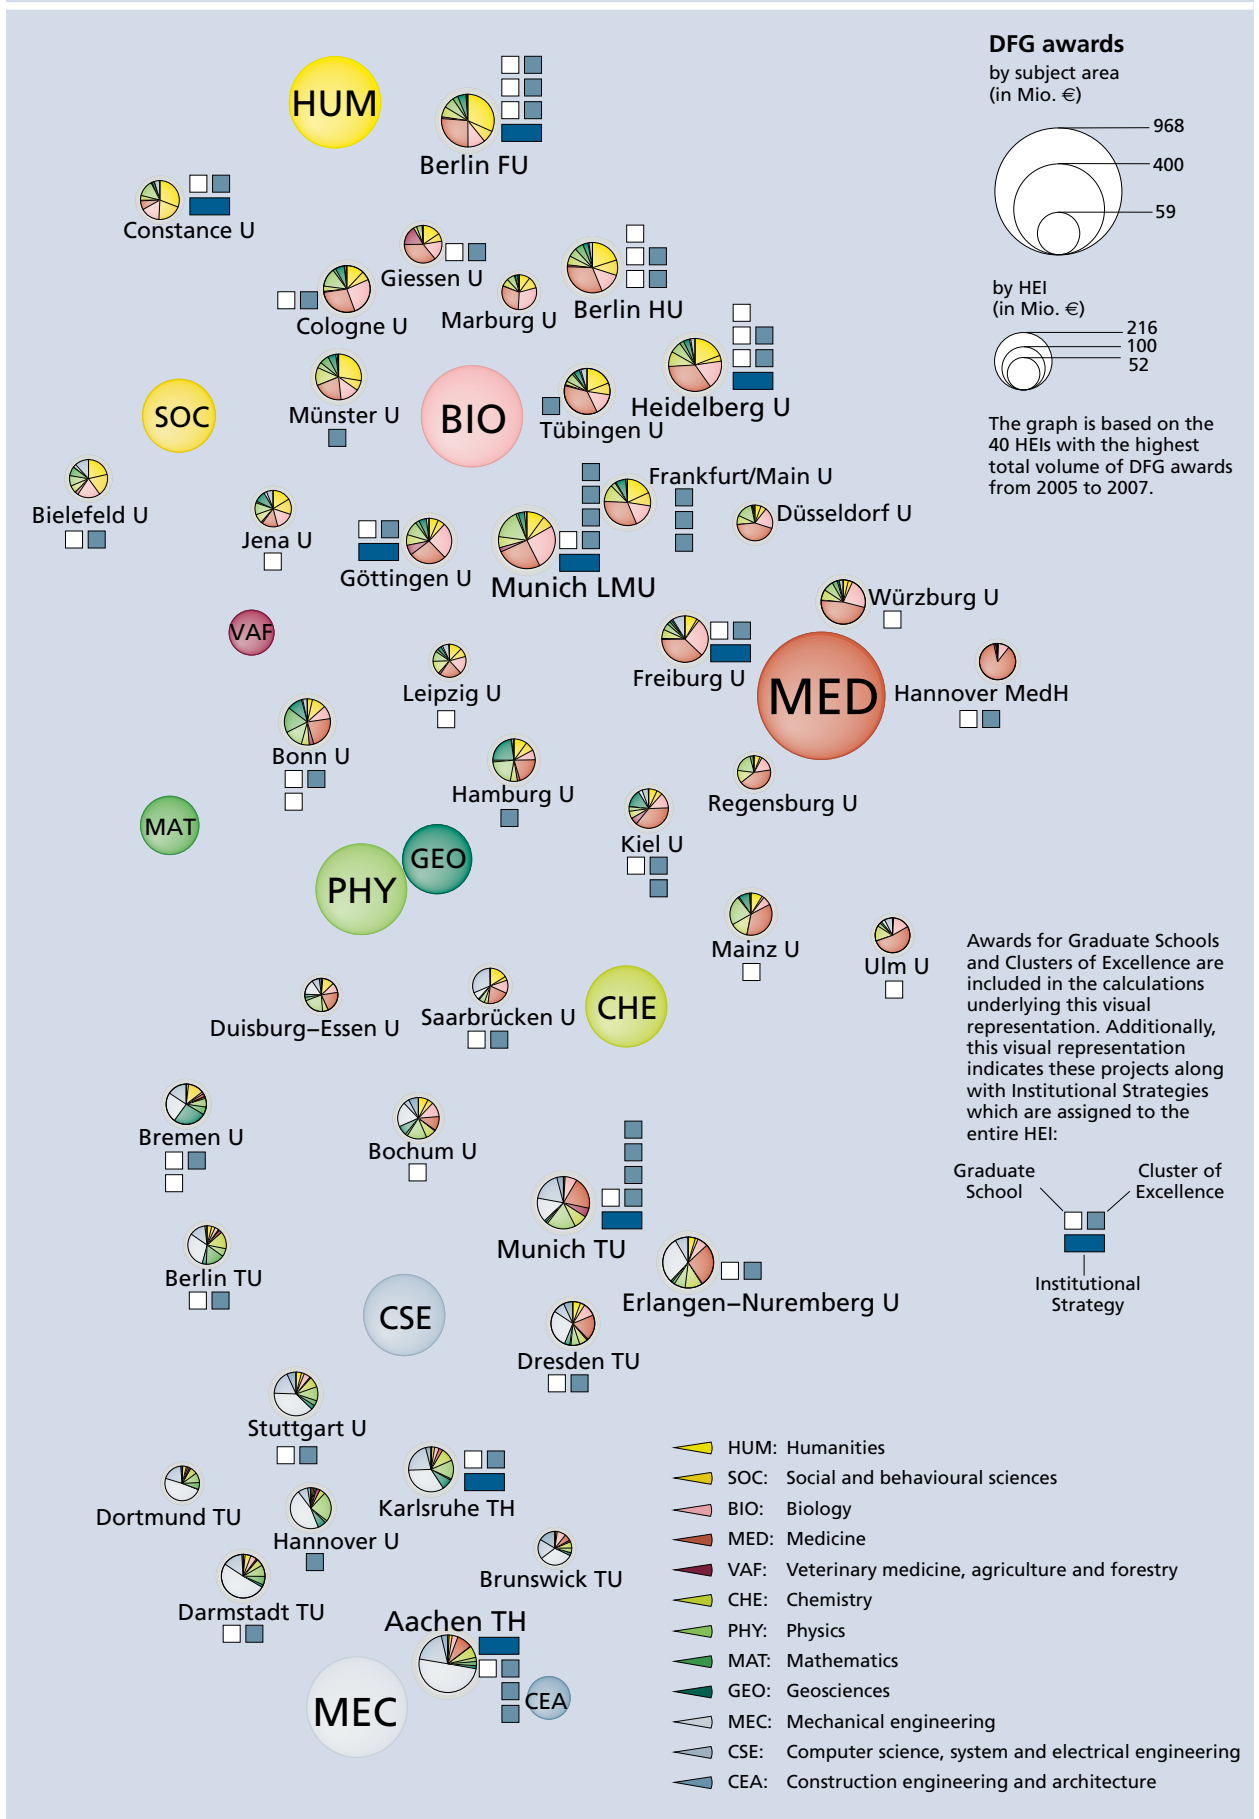 DFG awards
by subject area
(in Mio. €)
968
400
59
by HEI
(in Mio. €)
216
100
52
The graph is based on the
40 HEIs with the highest
total volume of DFG awards
from 2005 to 2007.
HUM
Berlin FU
Constance U
Giessen U
Cologne U
Marburg U
Berlin HU
Münster U
SOC
BIO
Tübingen U
Heidelberg U
Bielefeld U
Jena U
Göttingen U
Munich LMU
Frankfurt/Main U
Düsseldorf U
VAF
Würzburg U
Leipzig U
Freiburg U
MED
Hannover MedH
Bonn U
Hamburg U
Regensburg U
MAT
GEO
PHY
Kiel U
Mainz U
Ulm U
Duisburg–Essen U
Saarbrücken U
CHE
Awards for Graduate Schools
and Clusters of Excellence are
included in the calculations
underlying this visual
representation. Additionally,
this visual representation
indicates these projects along
with Institutional Strategies
which are assigned to the
entire HEI:
Graduate
School
Cluster of
Excellence
Institutional
Strategy
Bremen U
Bochum U
Munich TU
Berlin TU
Erlangen–Nuremberg U
CSE
Dresden TU
Stuttgart U
Karlsruhe TH
Dortmund TU
Hannover U
Brunswick TU
Darmstadt TU
Aachen TH
MEC
CEA
HUM: Humanities
SOC: Social and behavioural sciences
BIO: Biology
MED: Medicine
VAF: Veterinary medicine, agriculture and forestry
CHE: Chemistry
PHY: Physics
MAT: Mathematics
GEO: Geosciences
MEC: Mechanical engineering
CSE: Computer science, system and electrical engineering
CEA: Construction engineering and architecture